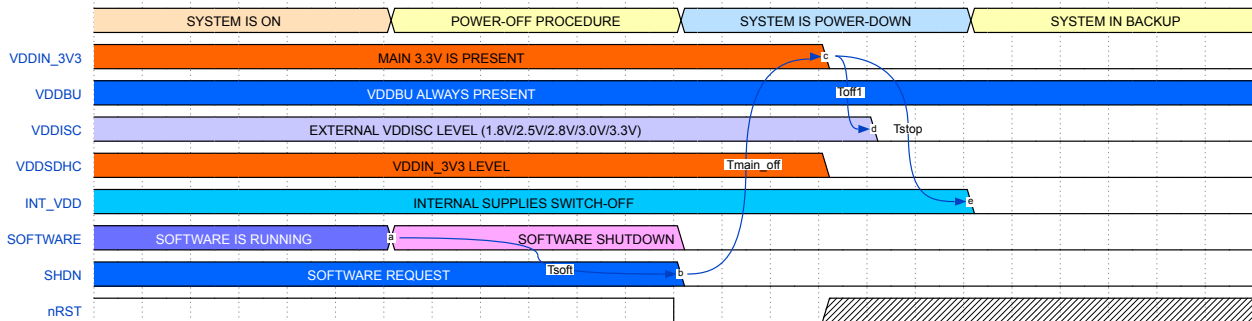 SYSTEM IS ON POWER-OFF PROCEDURE SYSTEM IS POWER-DOWN SYSTEM IN BACKUP
VDDIN_3V3 MAIN 3.3V IS PRESENT c
VDDBU VDDBU ALWAYS PRESENT Toff1
VDDISC EXTERNAL VDDISC LEVEL (1.8V/2.5V/2.8V/3.0V/3.3V) d Tstop
VDDSDHC VDDIN_3V3 LEVEL Tmain_off
INT_VDD INTERNAL SUPPLIES SWITCH-OFF e
SOFTWARE SOFTWARE IS RUNNING a SOFTWARE SHUTDOWN
SHDN SOFTWARE REQUEST Tsoft b
nRST